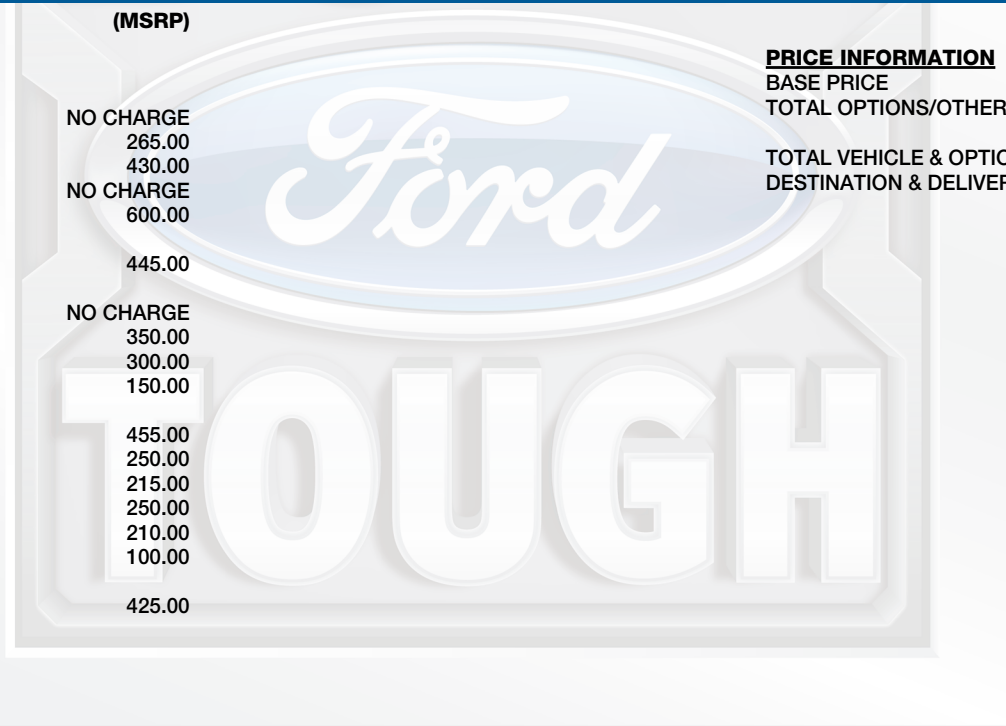 (MSRP)
NO CHARGE
265.00
430.00
NO CHARGE
600.00
445.00
NO CHARGE
350.00
300.00
150.00
455.00
250.00
215.00
250.00
210.00
100.00
425.00
PRICE INFORMATION
BASE PRICE
TOTAL OPTIONS/OTHER
TOTAL VEHICLE & OPTIO
DESTINATION & DELIVER
Ford
TOUGH